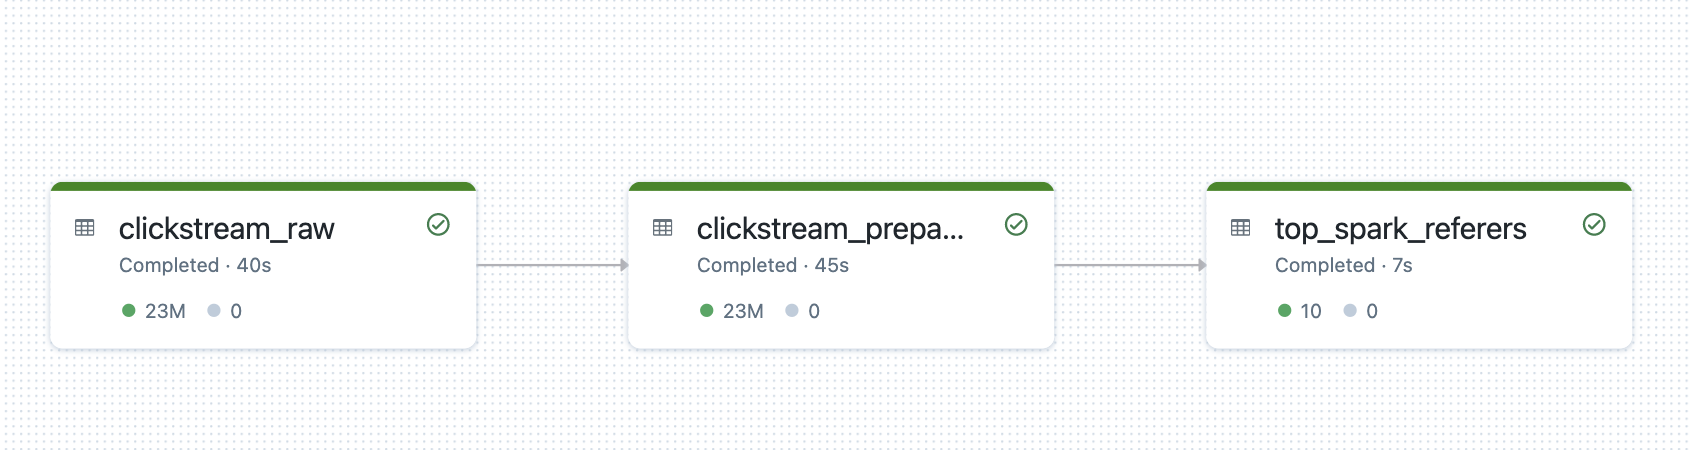 clickstream_raw
Completed · 40s
23M 0
clickstream_prepa...
Completed · 45s
23M 0
top_spark_referers
Completed · 7s
10 0